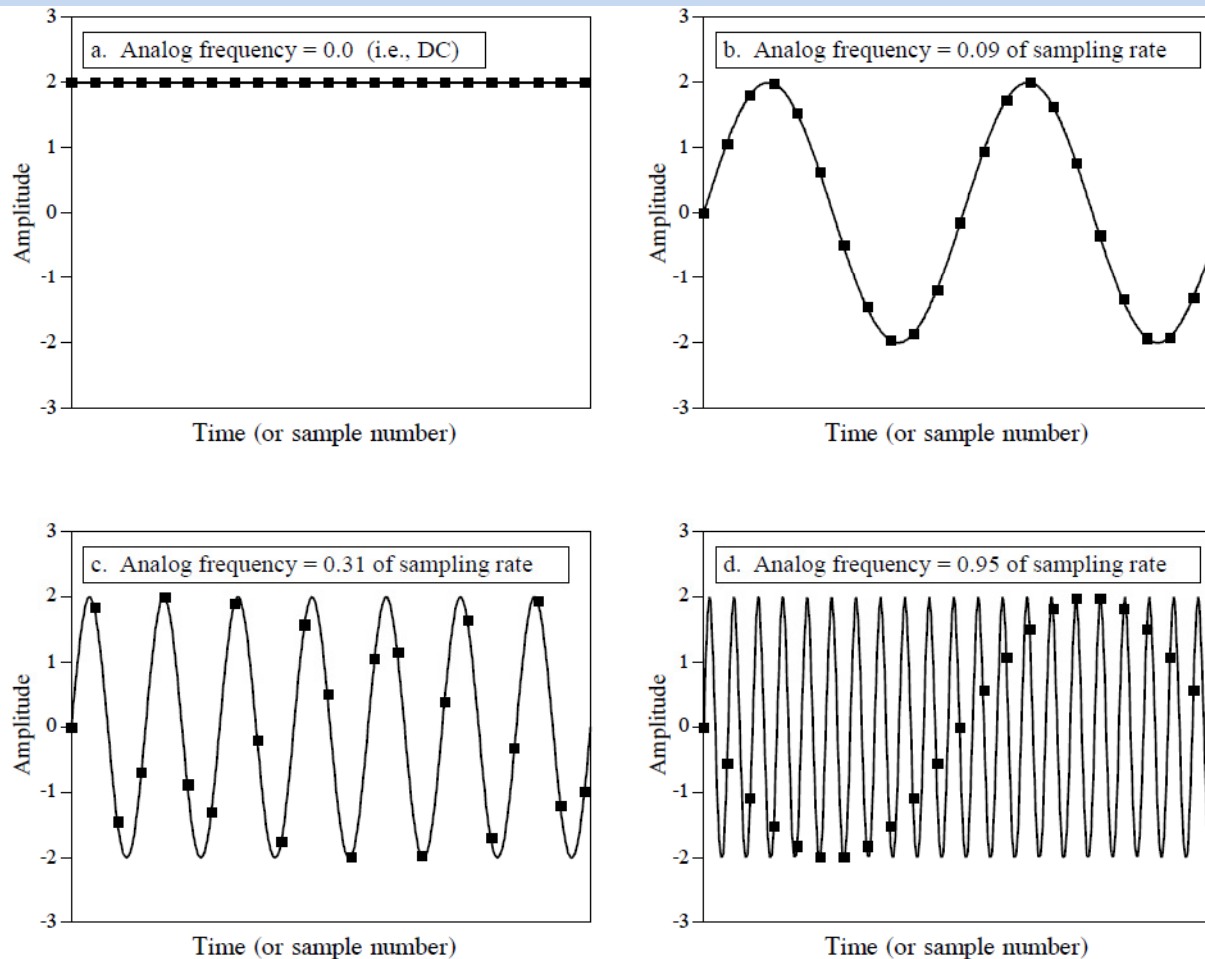 a. Analog frequency = 0.0 (i.e., DC)
3
2
1
0
-1
-2
-3
Amplitude
Time (or sample number)
b. Analog frequency = 0.09 of sampling rate
3
2
1
0
-1
-2
-3
Amplitude
Time (or sample number)
c. Analog frequency = 0.31 of sampling rate
3
2
1
0
-1
-2
-3
Amplitude
Time (or sample number)
d. Analog frequency = 0.95 of sampling rate
3
2
1
0
-1
-2
-3
Amplitude
Time (or sample number)